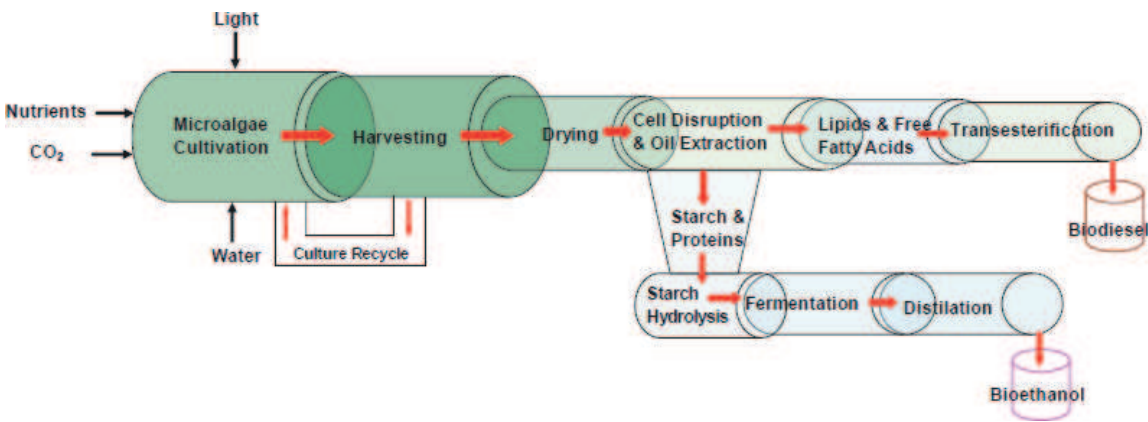 Light
Nutrients
CO₂
Microalgae
Cultivation
Harvesting
Drying
Cell Disruption
& Oil Extraction
Lipids & Free
Fatty Acids
Transesterification
Water
Culture Recycle
Starch &
Proteins
Biodiesel
Starch
Hydrolysis
Fermentation
Distilation
Bioethanol